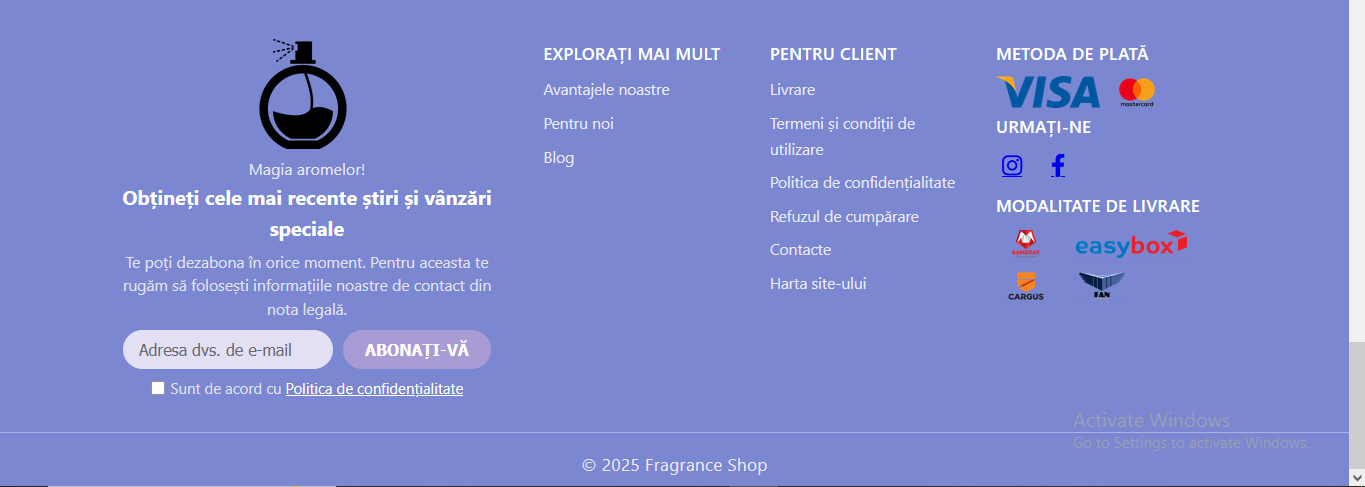 Magia aromelor!
Obțineți cele mai recente știri și vânzări
speciale
Te poți dezabona în orice moment. Pentru aceasta te
rugăm să folosești informațiile noastre de contact din
nota legală.
Adresa dvs. de e-mail
ABONAȚI-VĂ
Sunt de acord cu Politica de confidențialitate
EXPLORAȚI MAI MULT
Avantajele noastre
Pentru noi
Blog
PENTRU CLIENT
Livrare
Termeni și condiții de
utilizare
Politica de confidențialitate
Refuzul de cumpărare
Contacte
Harta site-ului
METODA DE PLATĂ
VISA
mastercard
URMAȚI-NE
MODALITATE DE LIVRARE
SAMEDAY
easybox
CARGUS
FAN
Activate Windows
Go to Settings to activate Windows.
© 2025 Fragrance Shop